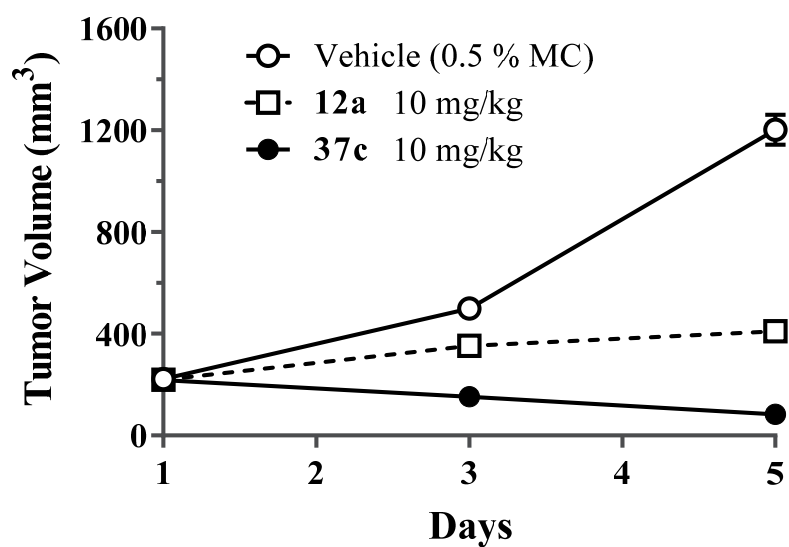 1600
Vehicle (0.5 % MC)
12a 10 mg/kg
37c 10 mg/kg
1200
800
400
0
Tumor Volume (mm³)
1 2 3 4 5
Days